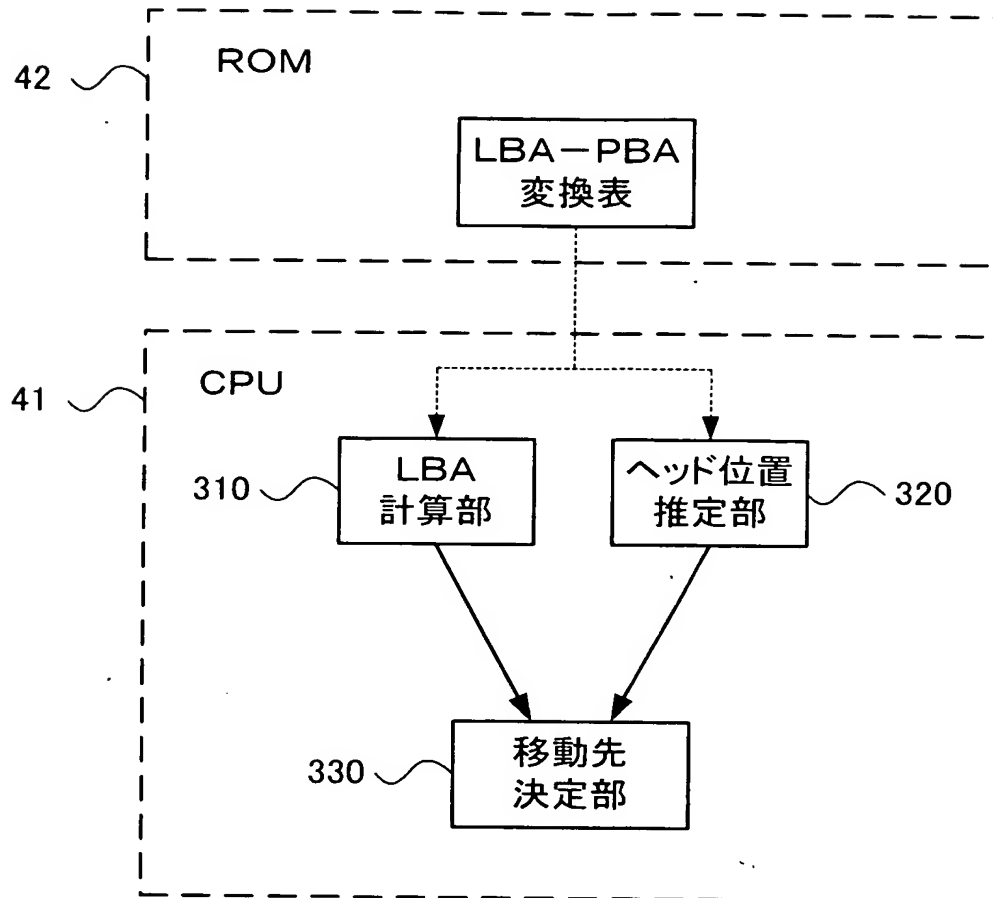 ROM
42
LBA-PBA
変換表
CPU
41
LBA
計算部
310
ヘッド位置
推定部
320
移動先
決定部
330